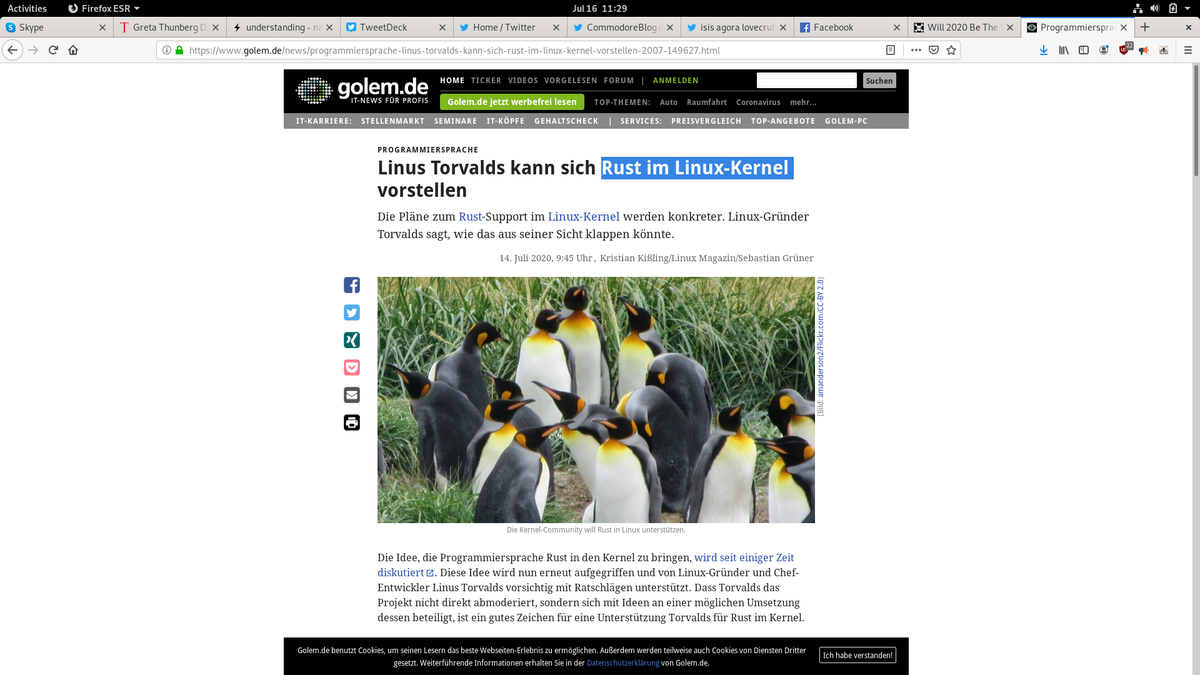 Activities Firefox ESR Jul 16 11:29
Skype Greta Thunberg D understanding - na TweetDeck Home / Twitter CommodoreBlog isis agora lovecruf Facebook Will 2020 Be The Programmierspra
https://www.golem.de/news/programmiersprache-linus-torvalds-kann-sich-rust-im-linux-kernel-vorstellen-2007-149627.html
golem.de
IT-NEWS FÜR PROFIS
HOME TICKER VIDEOS VORGELESEN FORUM | ANMELDEN Suchen
Golem.de jetzt werbefrei lesen TOP-THEMEN: Auto Raumfahrt Coronavirus mehr...
IT-KARRIERE: STELLENMARKT SEMINARE IT-KÖPFE GEHALTSCHECK | SERVICES: PREISVERGLEICH TOP-ANGEBOTE GOLEM-PC
PROGRAMMIERSPRACHE
Linus Torvalds kann sich Rust im Linux-Kernel
vorstellen
Die Pläne zum Rust-Support im Linux-Kernel werden konkreter. Linux-Gründer
Torvalds sagt, wie das aus seiner Sicht klappen könnte.
14. Juli 2020, 9:45 Uhr, Kristian Kißling/Linux Magazin/Sebastian Grüner
(Bild: amanderson2/Flickr.com/CC-BY 2.0)
Die Kernel-Community will Rust in Linux unterstützen.
Die Idee, die Programmiersprache Rust in den Kernel zu bringen, wird seit einiger Zeit
diskutiert. Diese Idee wird nun erneut aufgegriffen und von Linux-Gründer und Chef-
Entwickler Linus Torvalds vorsichtig mit Ratschlägen unterstützt. Dass Torvalds das
Projekt nicht direkt abmoderiert, sondern sich mit Ideen an einer möglichen Umsetzung
dessen beteiligt, ist ein gutes Zeichen für eine Unterstützung Torvalds für Rust im Kernel.
Golem.de benutzt Cookies, um seinen Lesern das beste Webseiten-Erlebnis zu ermöglichen. Außerdem werden teilweise auch Cookies von Diensten Dritter
gesetzt. Weiterführende Informationen erhalten Sie in der Datenschutzerklärung von Golem.de.
Ich habe verstanden!